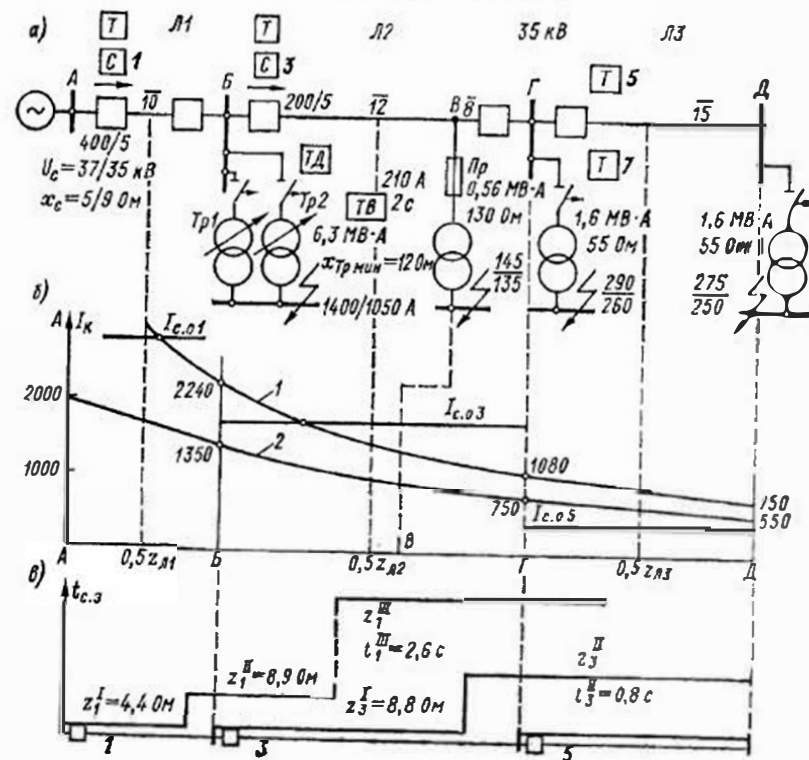 а) Т Л1 Т Л2 35 кВ Л3
А С 1 Б С 3 Г Т 5 Д
10 200/5 12 В 8 15
400/5
U_c = 37/35 кВ
x_c = 5/9 Ом
ТД
Пр
0,56 МВ·А
130 Ом
Т 7
210 А
ТВ 2 с
Тр1 Тр2
6,3 МВ·А
x_Тр мин = 12 Ом
1400/1050 А
145
135
1,6 МВ·А
55 Ом
290
260
1,6 МВ·А
55 Ом
275
250
б) А I_к
I_с.о1
2000
2240 1
I_с.о3
1350 2
1000
1080
750
I_с.о5
750
550
В
А 0,5 z_Л1 Б 0,5 z_Л2 Г 0,5 z_Л3 Д
в) t_с.з
z_1^III
t_1^III = 2,6 с
z_1^II = 8,9 Ом
z_3^II
z_1^I = 4,4 Ом
z_3^I = 8,8 Ом
t_3^II = 0,8 с
1 3 5